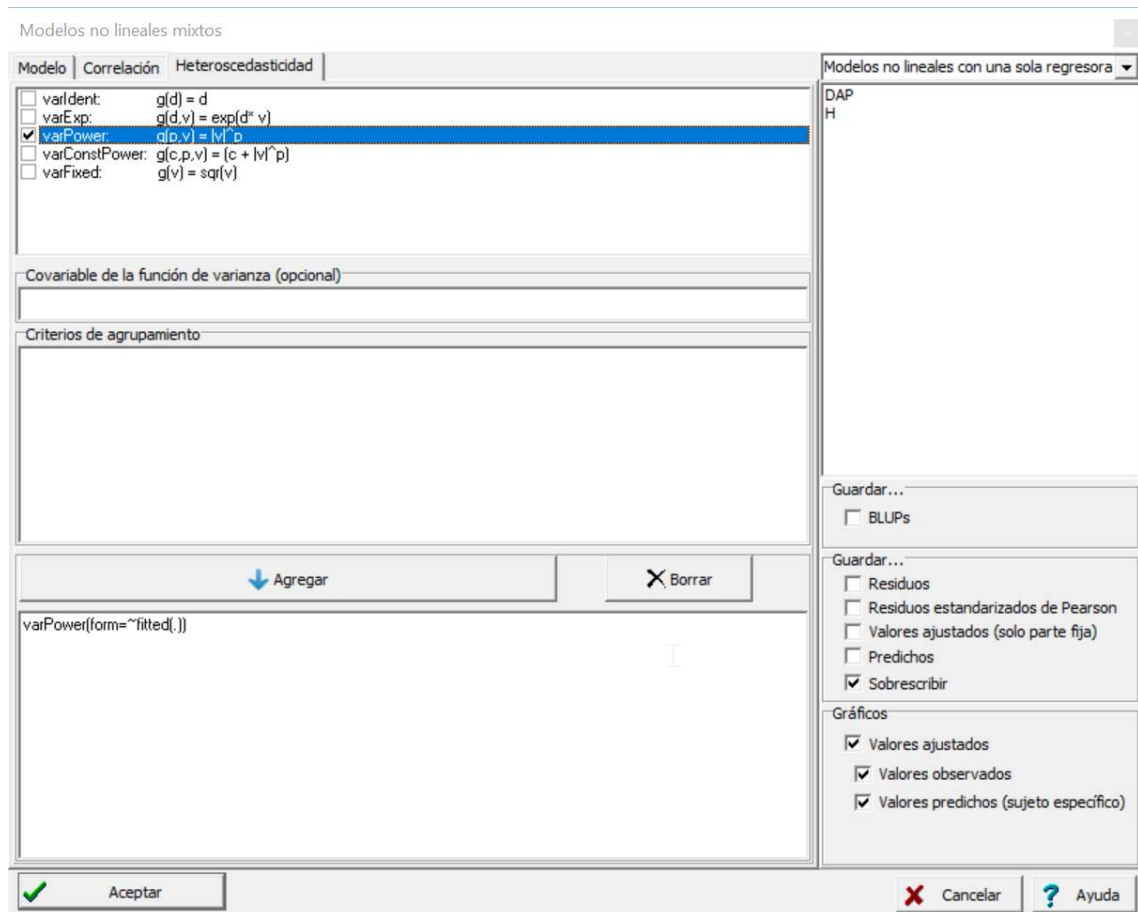 Modelos no lineales mixtos
Modelo Correlación Heteroscedasticidad
varIdent: g(d) = d
varExp: g(d,v) = exp(d* v)
varPower: g(p,v) = |v|^p
varConstPower: g(c,p,v) = (c + |v|^p)
varFixed: g(v) = sqr(v)
Covariable de la función de varianza (opcional)
Criterios de agrupamiento
Agregar
Borrar
varPower(form=~fitted(.))
Aceptar
Modelos no lineales con una sola regresora
DAP
H
Guardar...
BLUPs
Guardar...
Residuos
Residuos estandarizados de Pearson
Valores ajustados (solo parte fija)
Predichos
Sobrescribir
Gráficos
Valores ajustados
Valores observados
Valores predichos (sujeto específico)
Cancelar
? Ayuda